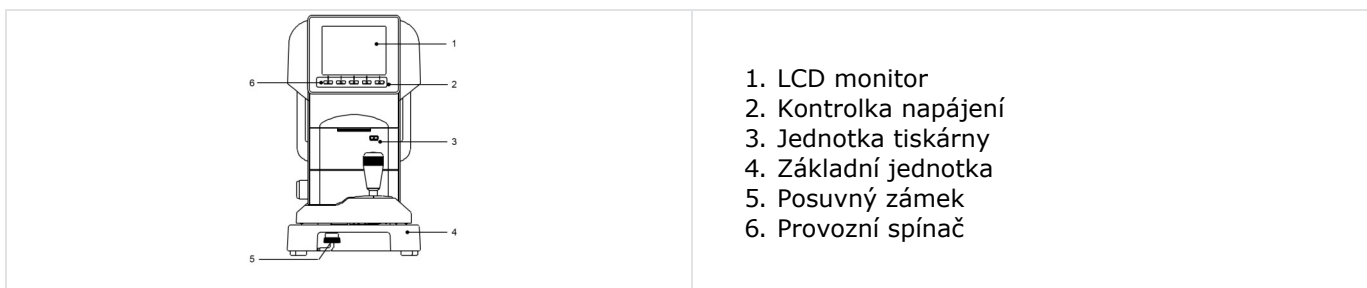 1
6
2
3
4
5
1. LCD monitor
2. Kontrolka napájení
3. Jednotka tiskárny
4. Základní jednotka
5. Posuvný zámek
6. Provozní spínač